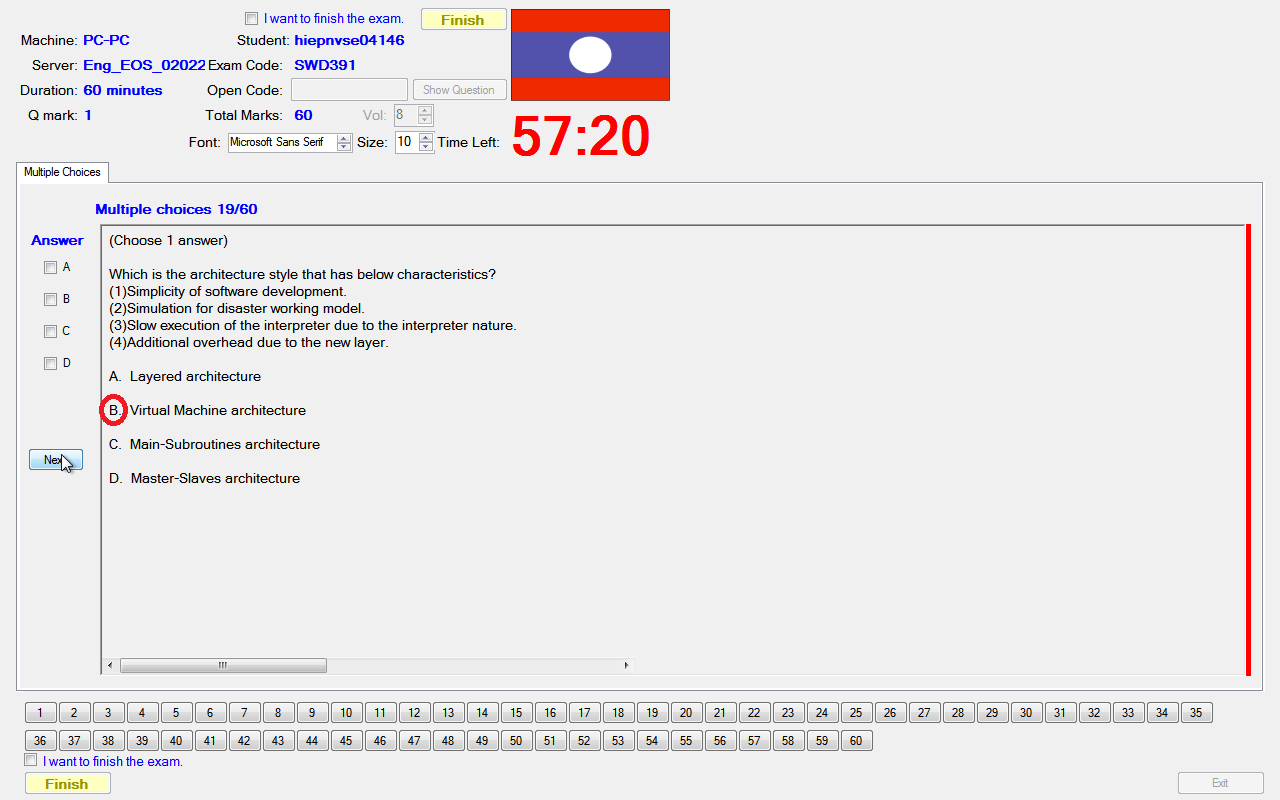 I want to finish the exam.
Finish
Machine: PC-PC
Student: hiepnvse04146
Server: Eng_EOS_02022
Exam Code: SWD391
Duration: 60 minutes
Open Code:
Show Question
Q mark: 1
Total Marks: 60
Vol: 8
Font: Microsoft Sans Serif
Size: 10
Time Left: 57:20
Multiple Choices
Multiple choices 19/60
Answer
A
B
C
D
Next
(Choose 1 answer)
Which is the architecture style that has below characteristics?
(1)Simplicity of software development.
(2)Simulation for disaster working model.
(3)Slow execution of the interpreter due to the interpreter nature.
(4)Additional overhead due to the new layer.
A. Layered architecture
B. Virtual Machine architecture
C. Main-Subroutines architecture
D. Master-Slaves architecture
1 2 3 4 5 6 7 8 9 10 11 12 13 14 15 16 17 18 19 20 21 22 23 24 25 26 27 28 29 30 31 32 33 34 35
36 37 38 39 40 41 42 43 44 45 46 47 48 49 50 51 52 53 54 55 56 57 58 59 60
I want to finish the exam.
Finish
Exit